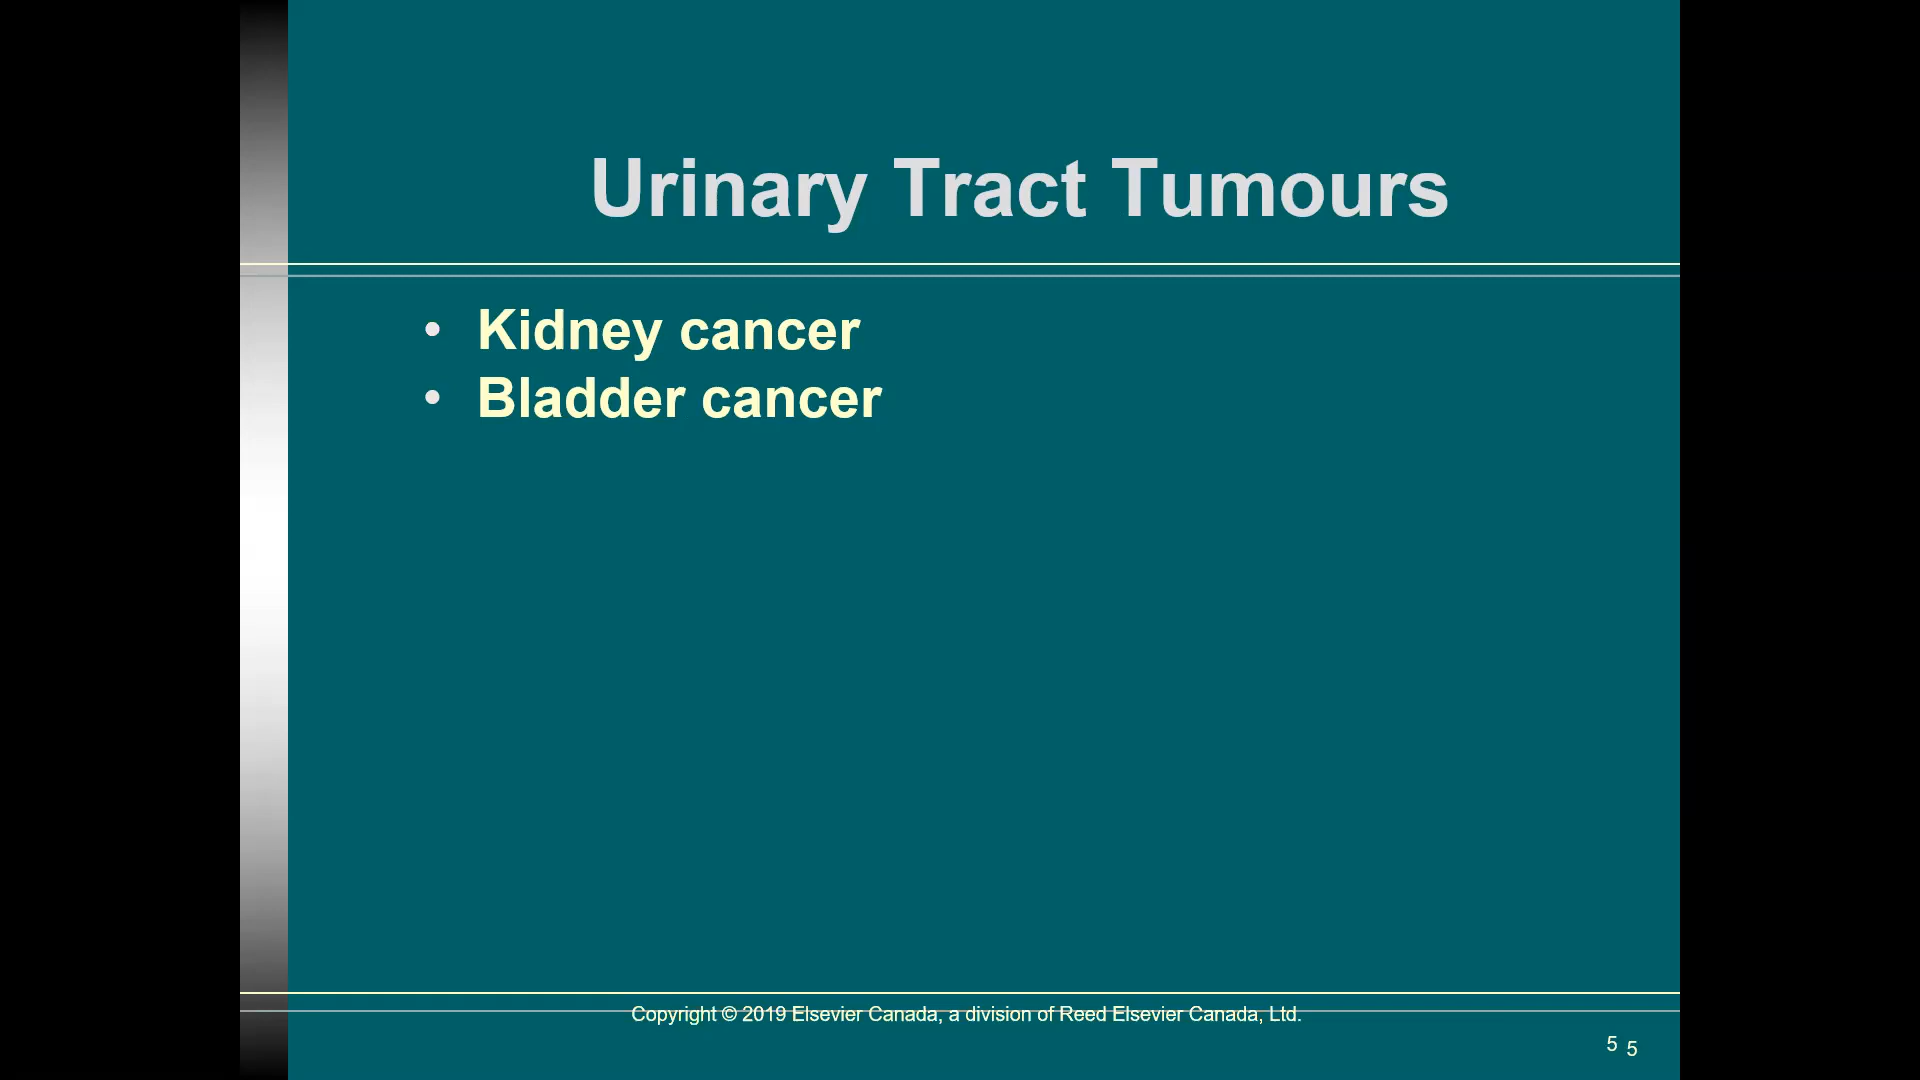 Urinary Tract Tumours
• Kidney cancer
• Bladder cancer
Copyright © 2019 Elsevier Canada, a division of Reed Elsevier Canada, Ltd.
5 5